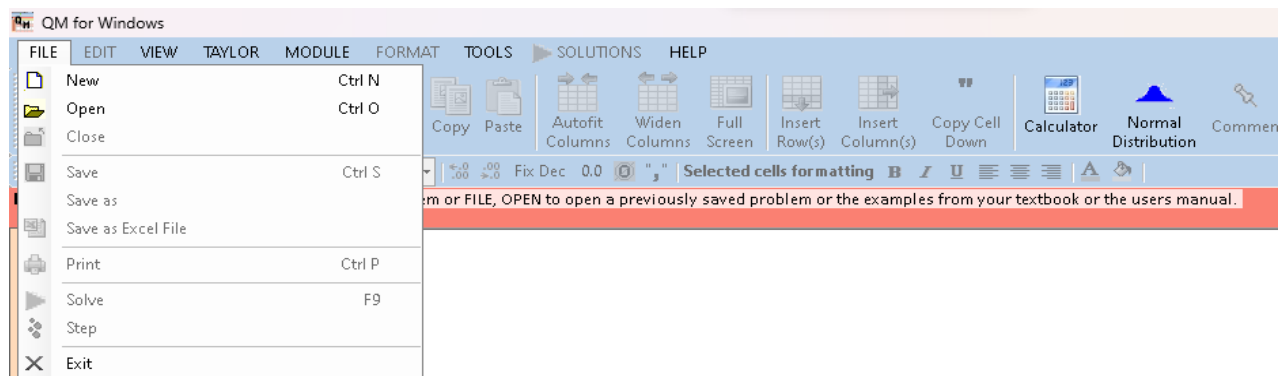 QM for Windows
FILE EDIT VIEW TAYLOR MODULE FORMAT TOOLS SOLUTIONS HELP
New Ctrl N
Open Ctrl O
Close
Save Ctrl S
Save as
Save as Excel File
Print Ctrl P
Solve F9
Step
Exit
Copy Paste Autofit Columns Widen Columns Full Screen Insert Row(s) Insert Column(s) Copy Cell Down Calculator Normal Distribution Commen
Fix Dec 0.0 "," Selected cells formatting B I U A
em or FILE, OPEN to open a previously saved problem or the examples from your textbook or the users manual.